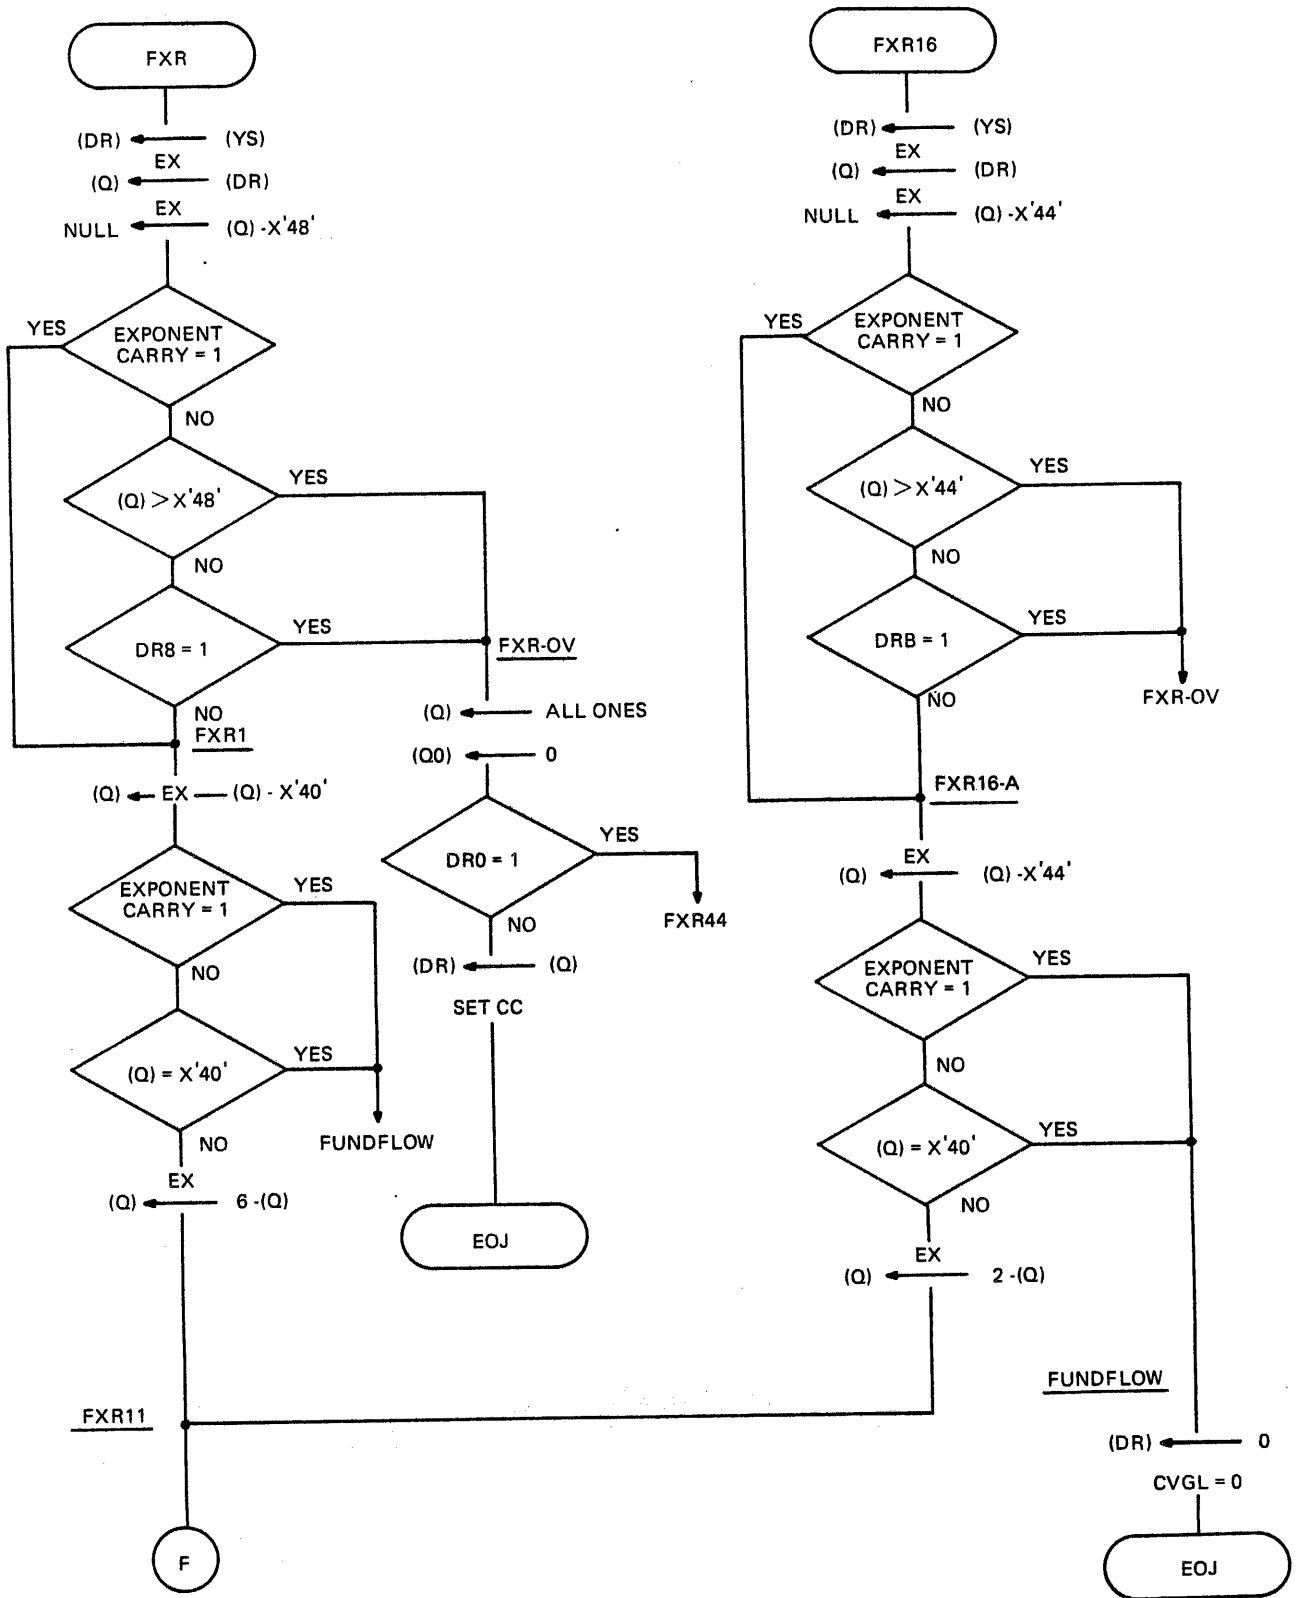 FXR
(DR) (YS)
EX
(Q) (DR)
EX
NULL (Q) -X'48'
YES
EXPONENT
CARRY = 1
NO
(Q) > X'48'
YES
NO
DR8 = 1
YES
NO
FXR1
(Q) EX (Q) - X'40'
EXPONENT
CARRY = 1
YES
NO
(Q) = X'40'
YES
FUNDFLOW
NO
EX
(Q) 6 -(Q)
FXR11
F
FXR-OV
(Q) ALL ONES
(Q0) 0
DR0 = 1
YES
FXR44
NO
(DR) (Q)
SET CC
EOJ
FXR16
(DR) (YS)
EX
(Q) (DR)
EX
NULL (Q) -X'44'
YES
EXPONENT
CARRY = 1
NO
(Q) > X'44'
YES
NO
DRB = 1
YES
FXR-OV
NO
FXR16-A
EX
(Q) (Q) -X'44'
EXPONENT
CARRY = 1
YES
NO
(Q) = X'40'
YES
NO
EX
(Q) 2 -(Q)
FUNDFLOW
(DR) 0
CVGL = 0
EOJ